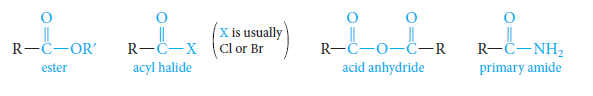 O O O O O
R—C—OR′ R—C—X (X is usually Cl or Br) R—C—O—C—R R—C—NH₂
ester acyl halide acid anhydride primary amide